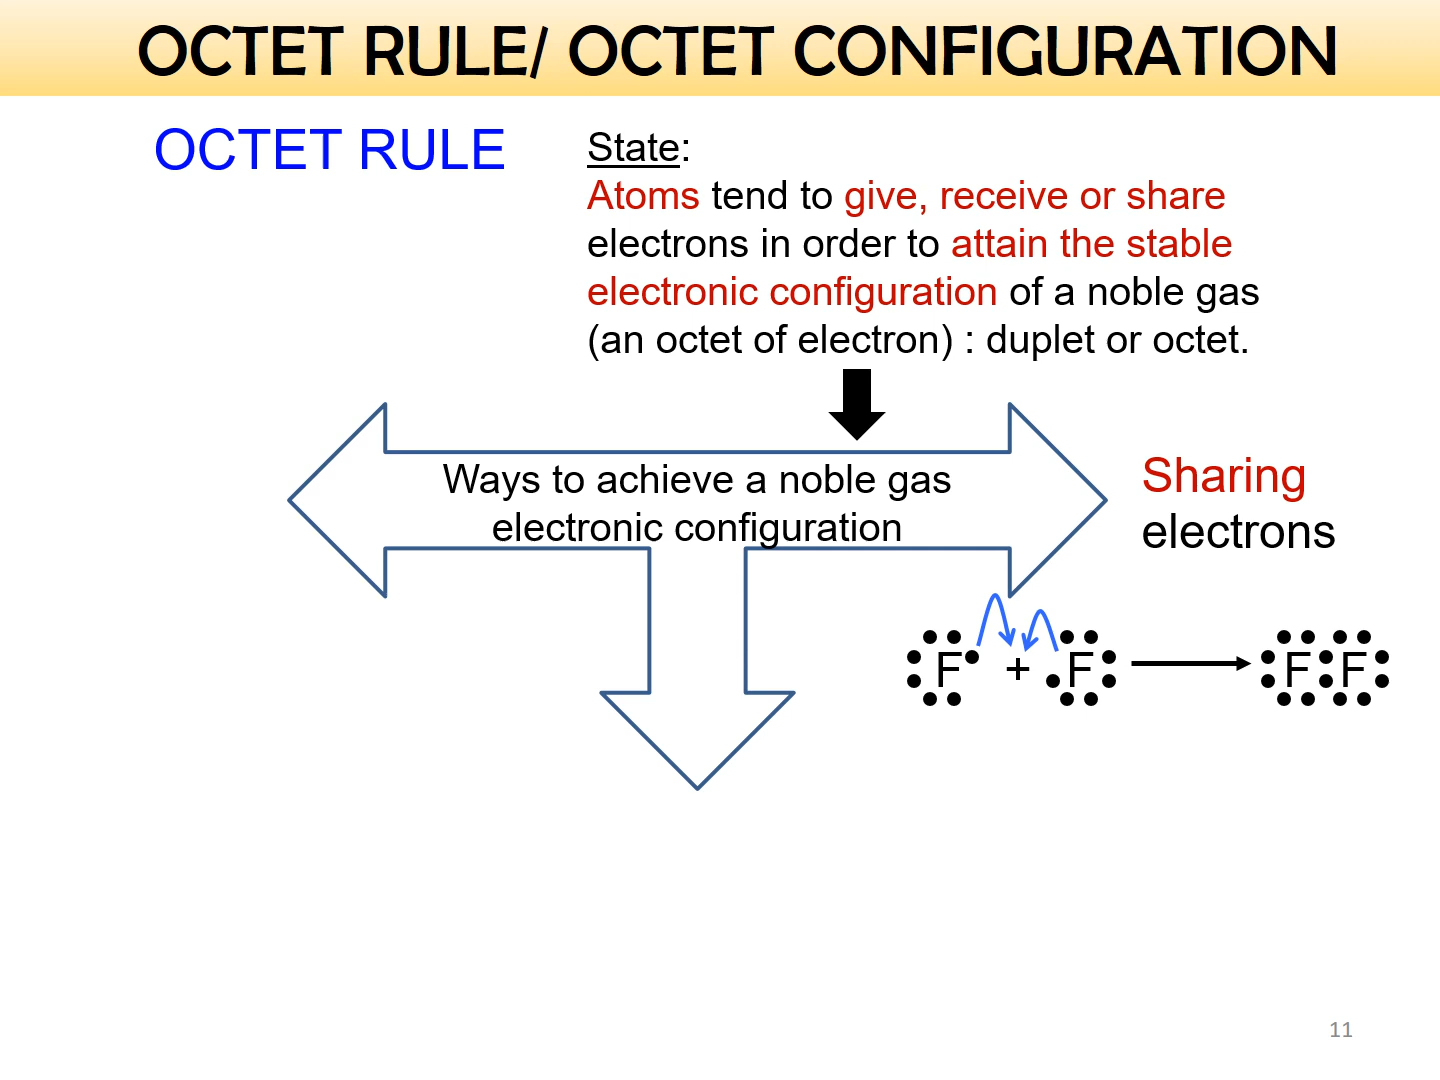 OCTET RULE/ OCTET CONFIGURATION
OCTET RULE
State:
Atoms tend to give, receive or share
electrons in order to attain the stable
electronic configuration of a noble gas
(an octet of electron) : duplet or octet.
Ways to achieve a noble gas
electronic configuration
Sharing
electrons
F + F F F
11